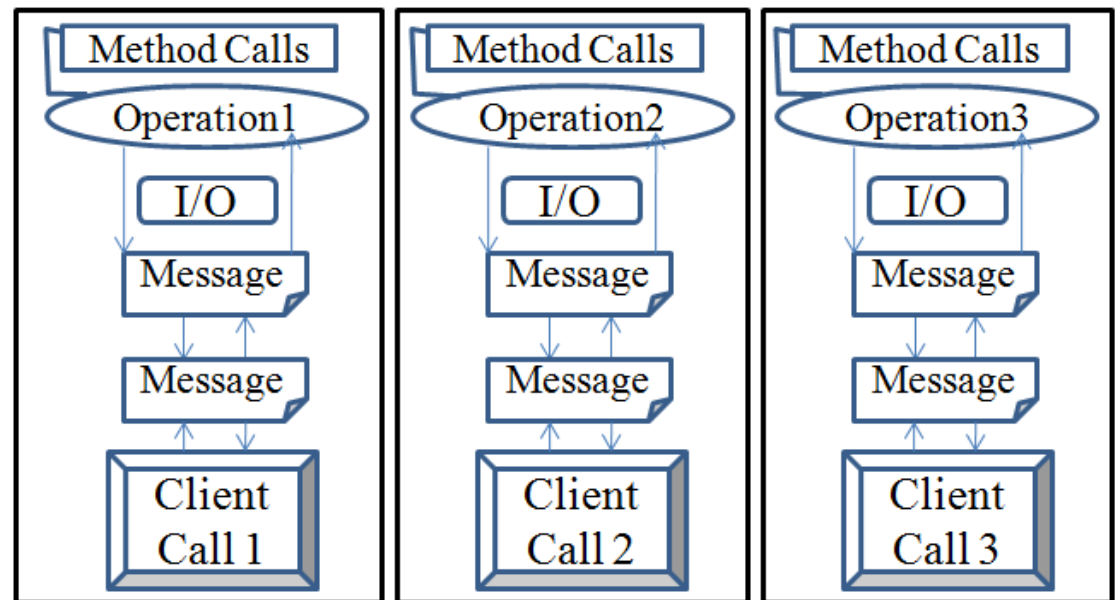 Method Calls
Operation1
I/O
Message
Message
Client
Call 1
Method Calls
Operation2
I/O
Message
Message
Client
Call 2
Method Calls
Operation3
I/O
Message
Message
Client
Call 3